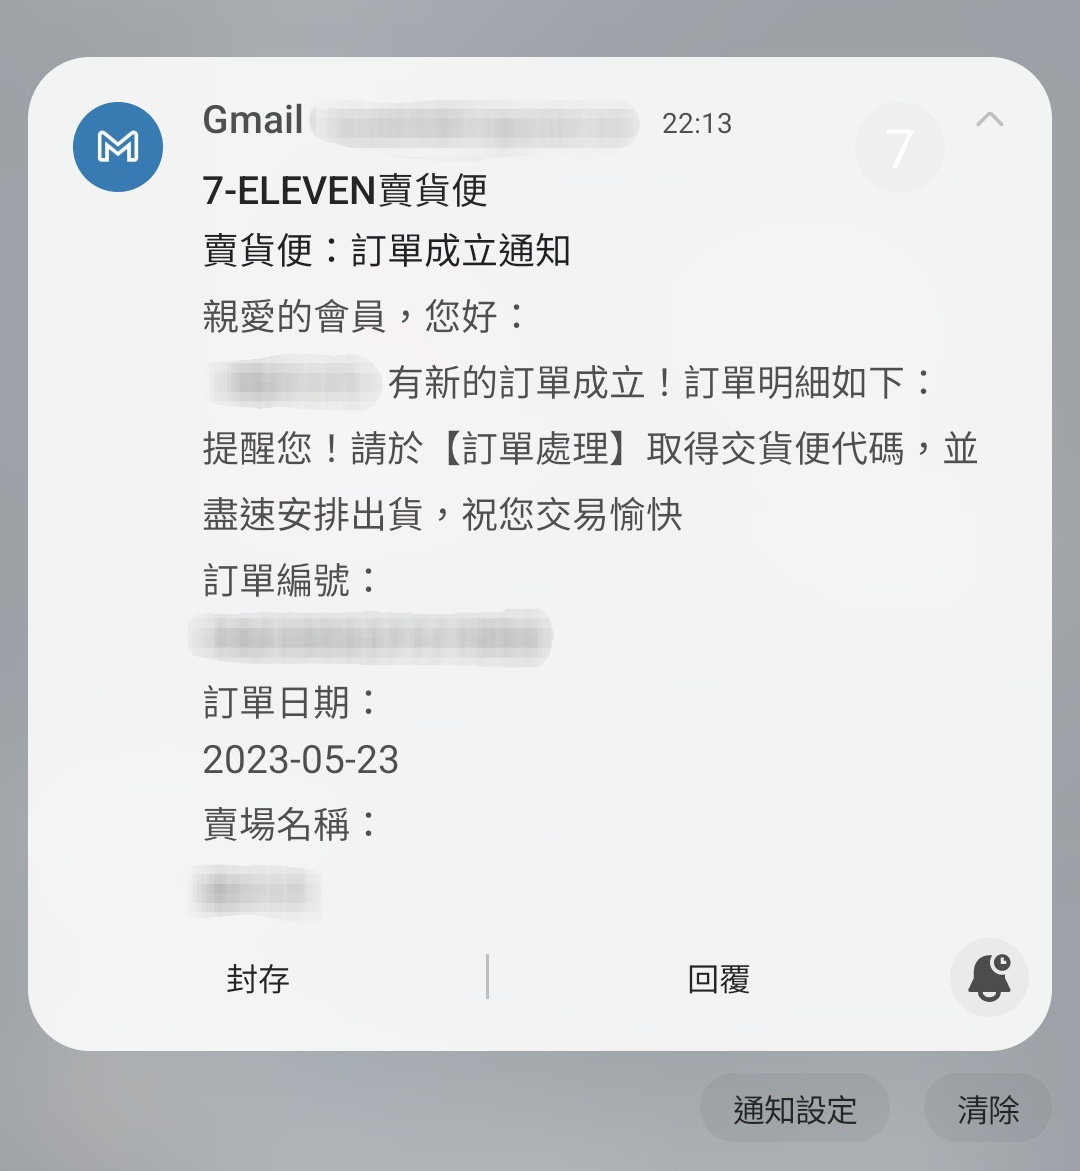 Gmail 22:13
7
7-ELEVEN賣貨便
賣貨便：訂單成立通知
親愛的會員，您好：
有新的訂單成立！訂單明細如下：
提醒您！請於【訂單處理】取得交貨便代碼，並
盡速安排出貨，祝您交易愉快
訂單編號：
訂單日期：
2023-05-23
賣場名稱：
封存
回覆
通知設定
清除